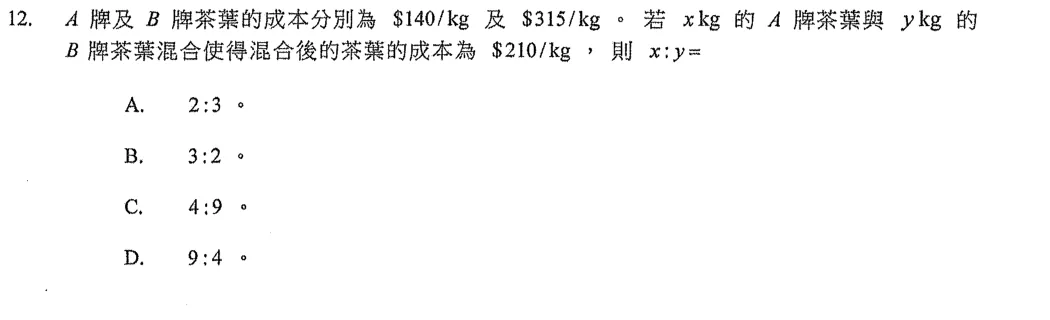 12. A 牌及 B 牌茶葉的成本分別為 $140/kg 及 $315/kg 。 若 x kg 的 A 牌茶葉與 y kg 的
B 牌茶葉混合使得混合後的茶葉的成本為 $210/kg ， 則 x:y=
A. 2:3 。
B. 3:2 。
C. 4:9 。
D. 9:4 。